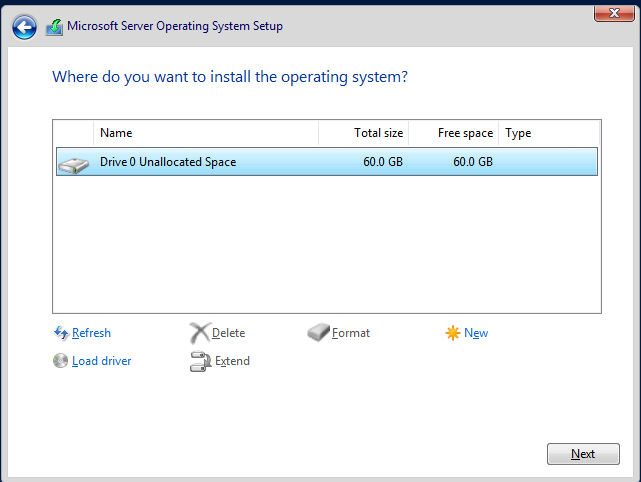 Microsoft Server Operating System Setup
Where do you want to install the operating system?
Name Total size Free space Type
Drive 0 Unallocated Space 60.0 GB 60.0 GB
Refresh Delete Format New
Load driver Extend
Next